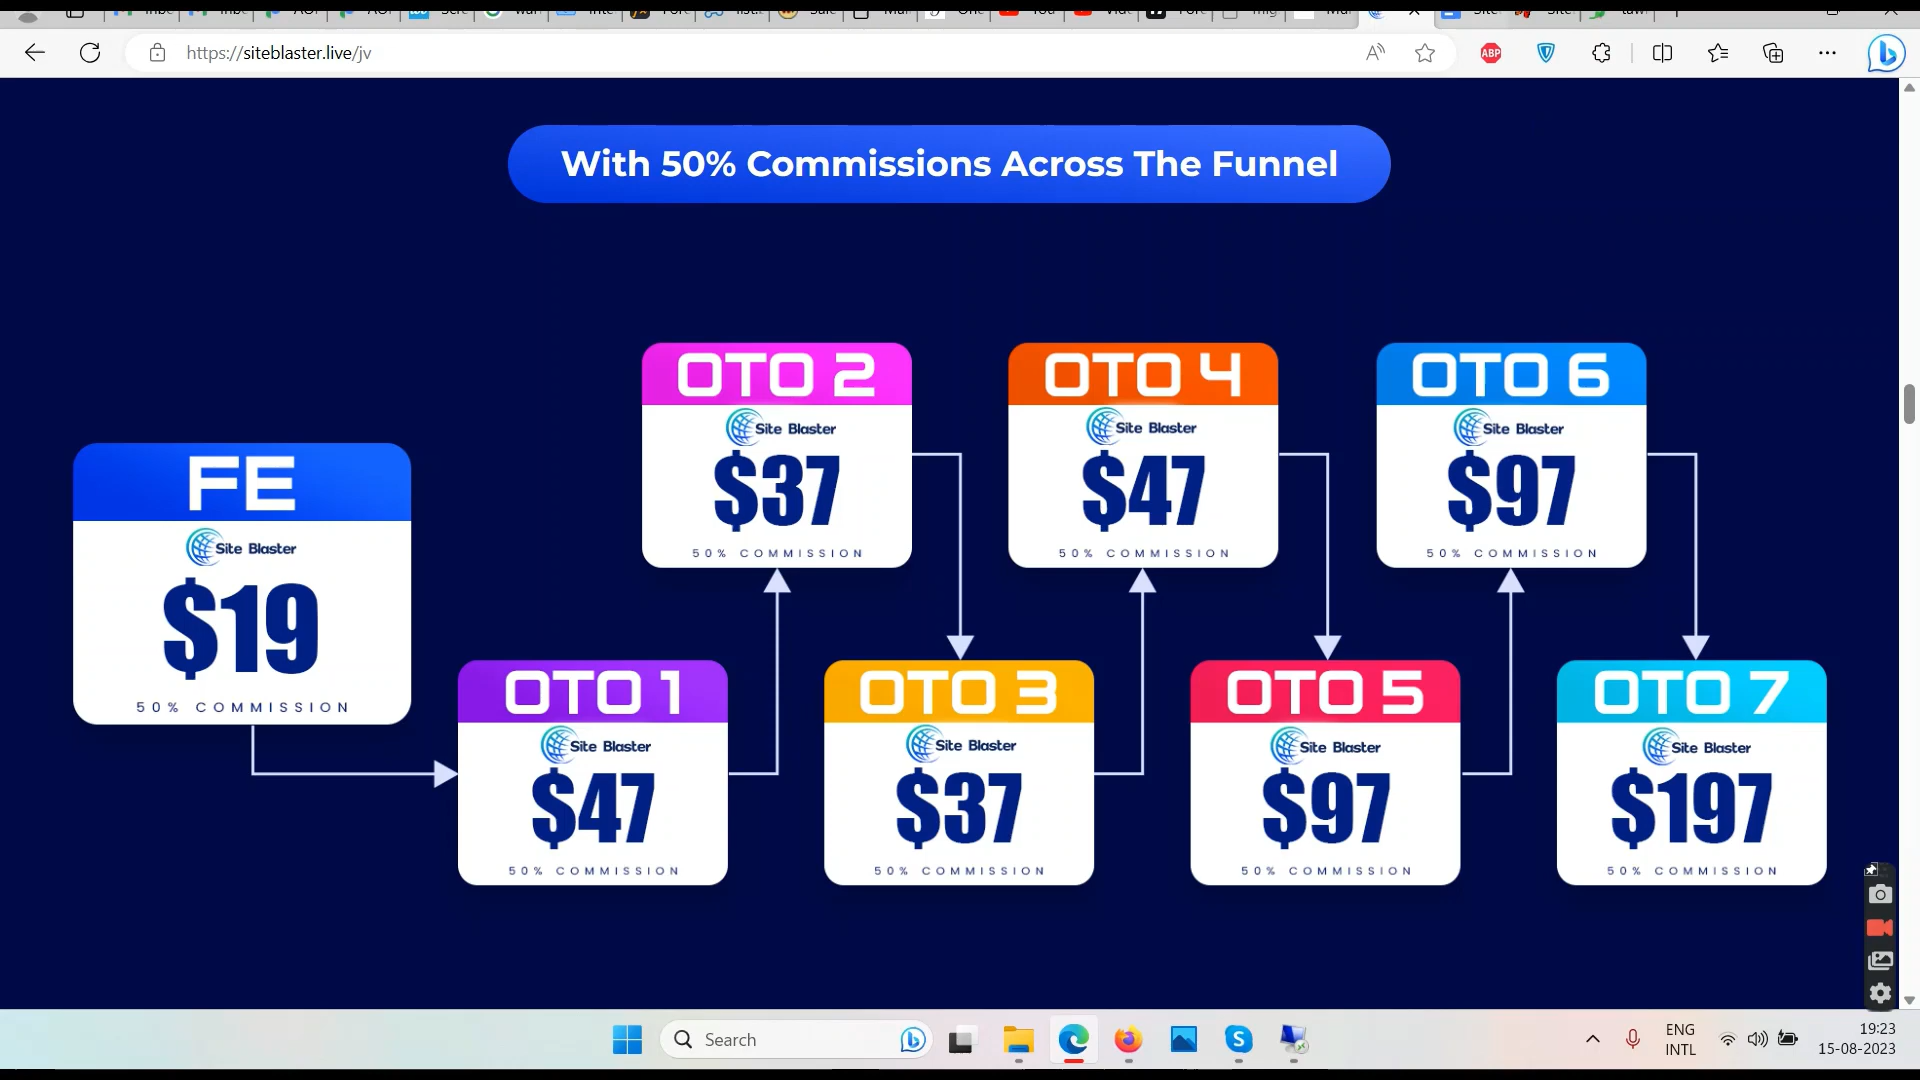 https://siteblaster.live/jv
ABP
With 50% Commissions Across The Funnel
FE
Site Blaster
$19
50% COMMISSION
OTO 1
Site Blaster
$47
50% COMMISSION
OTO 2
Site Blaster
$37
50% COMMISSION
OTO 3
Site Blaster
$37
50% COMMISSION
OTO 4
Site Blaster
$47
50% COMMISSION
OTO 5
Site Blaster
$97
50% COMMISSION
OTO 6
Site Blaster
$97
50% COMMISSION
OTO 7
Site Blaster
$197
50% COMMISSION
Search
ENG
INTL
19:23
15-08-2023